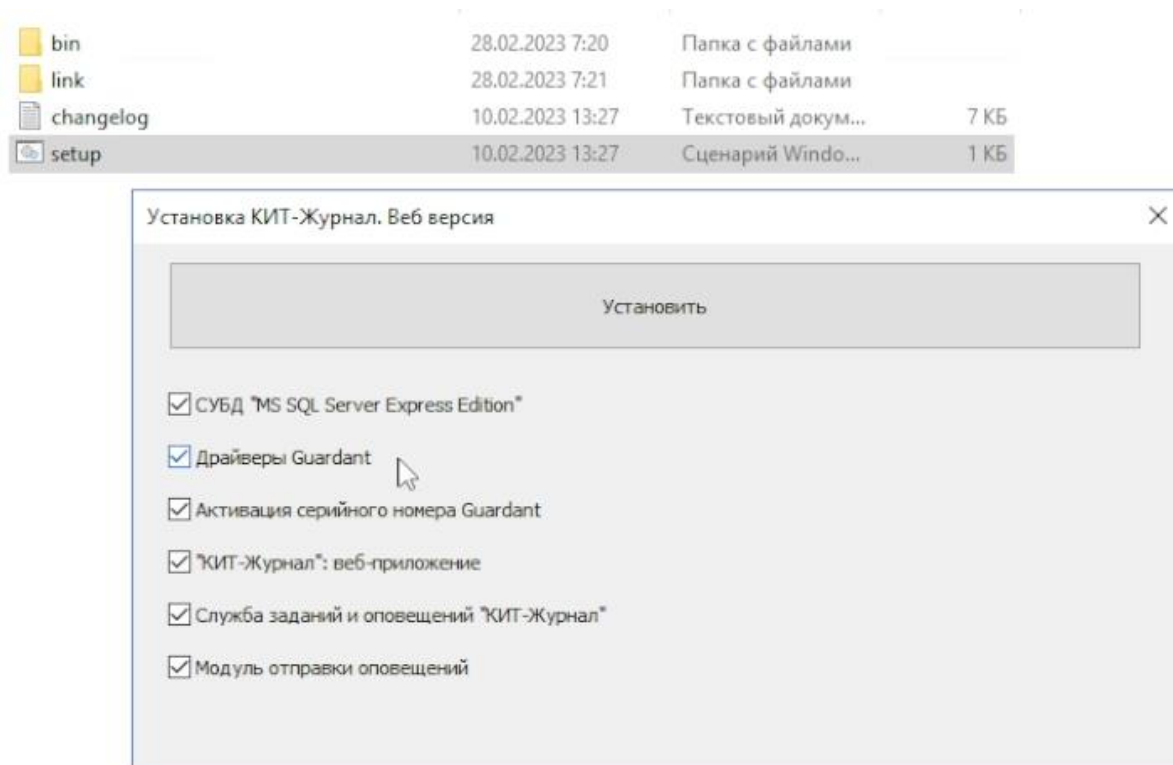 bin 28.02.2023 7:20 Папка с файлами
link 28.02.2023 7:21 Папка с файлами
changelog 10.02.2023 13:27 Текстовый докум... 7 КБ
setup 10.02.2023 13:27 Сценарий Windo... 1 КБ
Установка КИТ-Журнал. Веб версия
Установить
СУБД "MS SQL Server Express Edition"
Драйверы Guardant
Активация серийного номера Guardant
"КИТ-Журнал": веб-приложение
Служба заданий и оповещений "КИТ-Журнал"
Модуль отправки оповещений